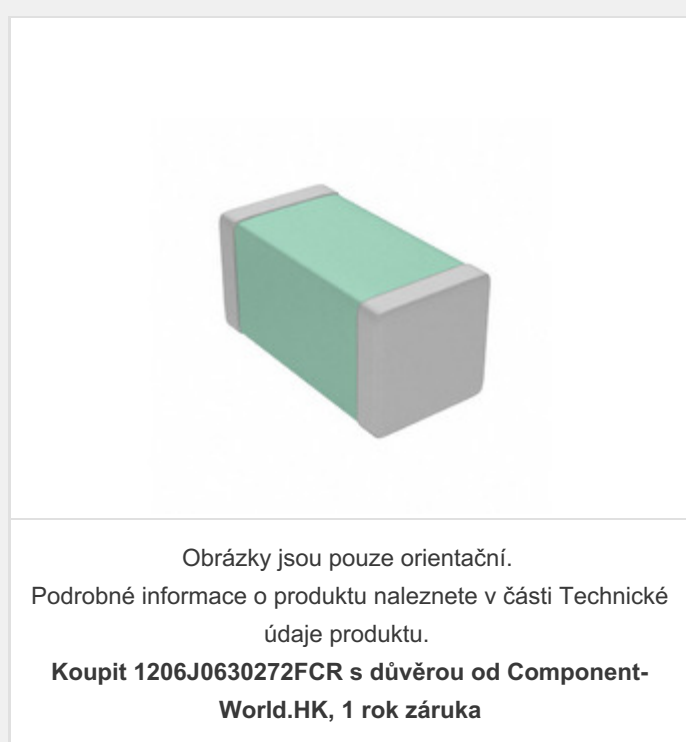 Obrázky jsou pouze orientační.
Podrobné informace o produktu naleznete v části Technické
údaje produktu.
Koupit 1206J0630272FCR s důvěrou od Component-
World.HK, 1 rok záruka